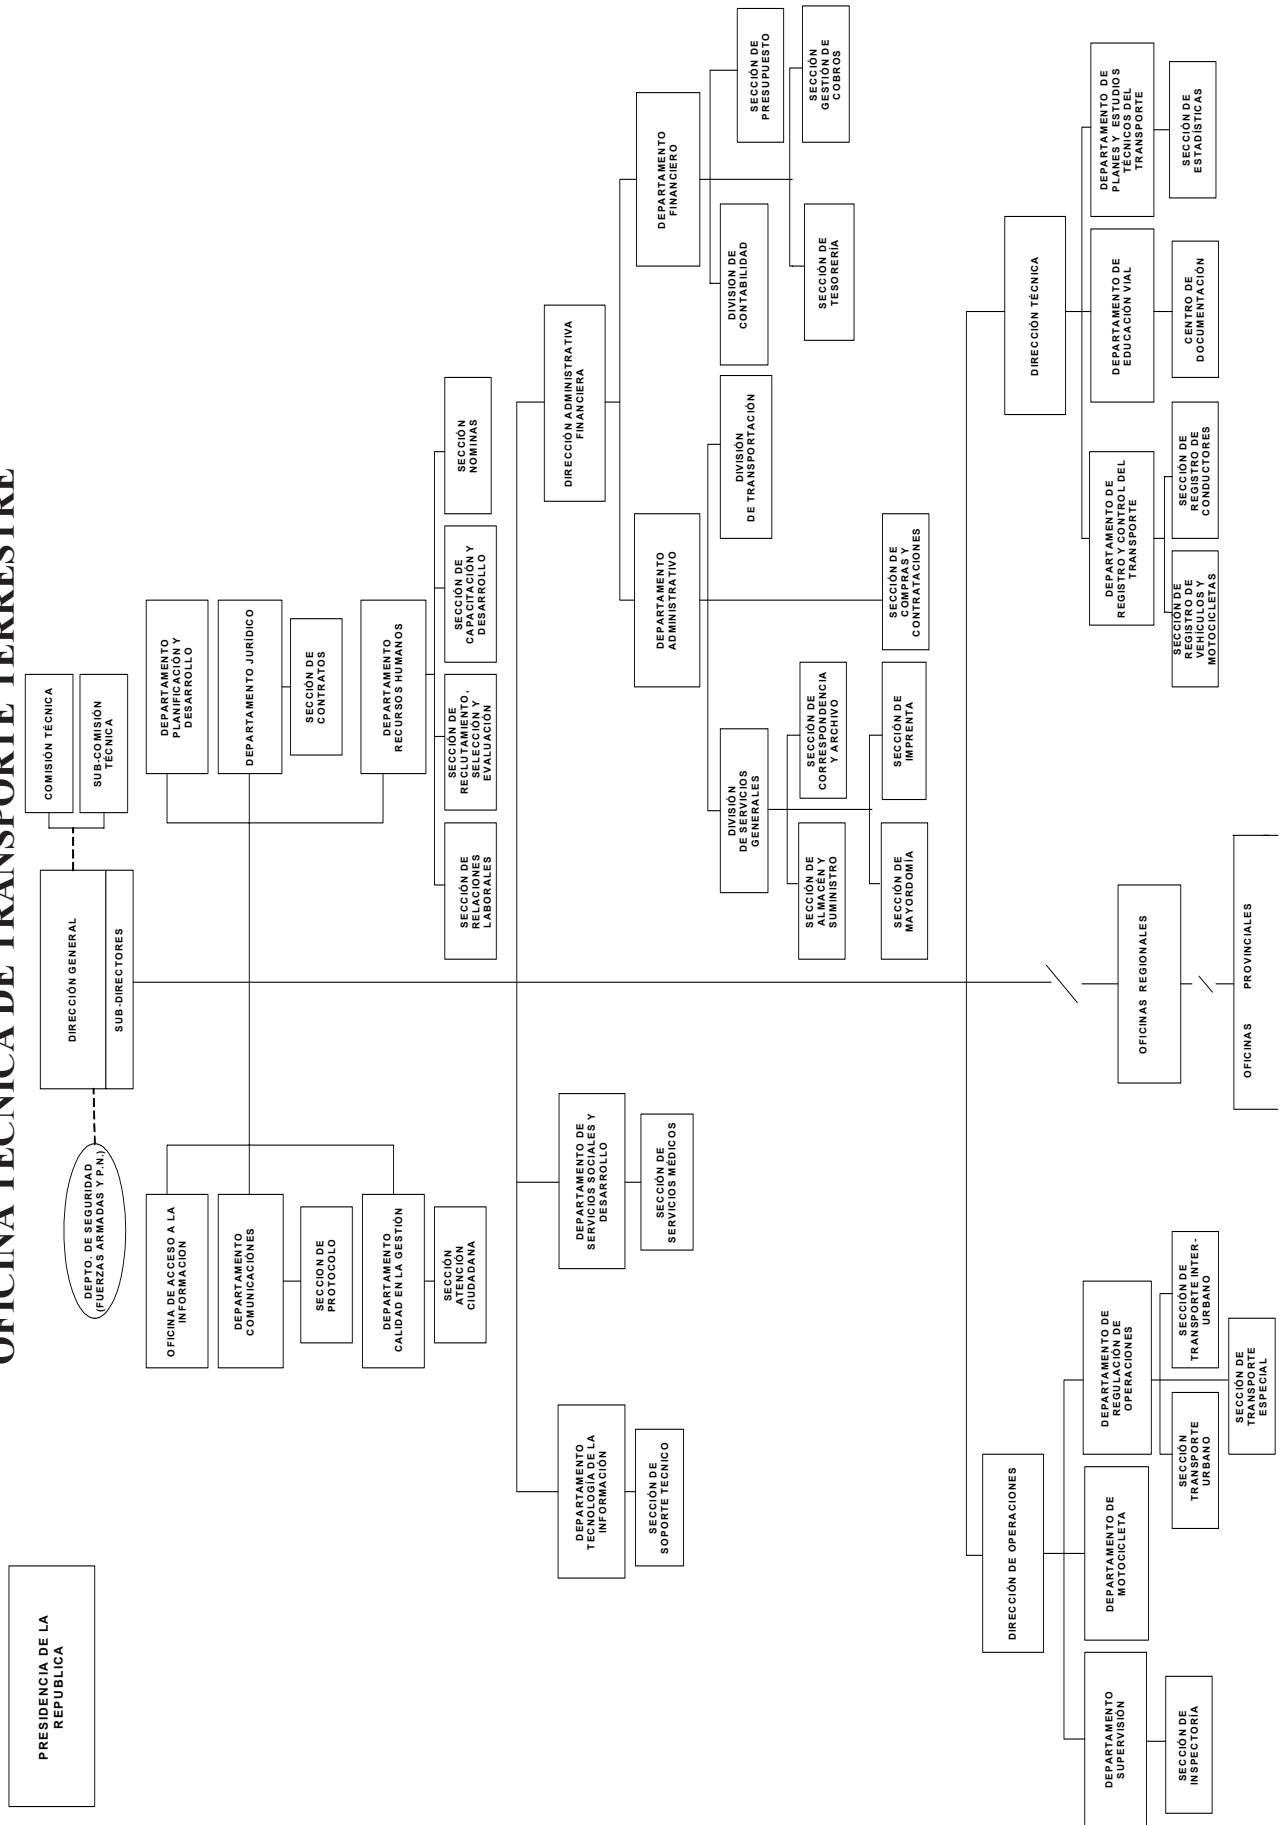 OFICINA TECNICA DE TRANSPORTE TERRESTRE
PRESIDENCIA DE LA
REPUBLICA
DIRECCIÓN GENERAL
SUB-DIRECTORES
DEPTO. DE SEGURIDAD
(FUERZAS ARMADAS Y P.N.)
COMISIÓN TÉCNICA
SUB-COMISIÓN
TÉCNICA
OFICINA DE ACCESO A LA
INFORMACION
DEPARTAMENTO
PLANIFICACIÓN Y
DESARROLLO
DEPARTAMENTO
COMUNICACIÓNES
DEPARTAMENTO JURÍDICO
SECCION DE
PROTOCOLO
SECCIÓN DE
CONTRATOS
DEPARTAMENTO
CALIDAD EN LA GESTIÓN
DEPARTAMENTO
RECURSOS HUMANOS
SECCIÓN
ATENCIÓN
CIUDADANA
SECCIÓN DE
RELACIONES
LABORALES
SECCIÓN DE
RECLUTAMIENTO,
SELECCIÓN Y
EVALUACIÓN
SECCIÓN DE
CAPACITACIÓN Y
DESARROLLO
SECCIÓN
NOMINAS
DEPARTAMENTO
TECNOLOGÍA DE LA
INFORMACIÓN
SECCIÓN DE
SOPORTE TECNICO
DEPARTAMENTO DE
SERVICIOS SOCIALES Y
DESARROLLO
SECCIÓN DE
SERVICIOS MÉDICOS
DIRECCIÓN ADMINISTRATIVA
FINANCIERA
DEPARTAMENTO
ADMINISTRATIVO
DEPARTAMENTO
FINANCIERO
DIVISIÓN
DE SERVICIOS
GENERALES
DIVISIÓN
DE TRANSPORTACIÓN
DIVISION DE
CONTABILIDAD
SECCIÓN DE
PRESUPUESTO
SECCIÓN DE
ALMACÉN Y
SUMINISTRO
SECCIÓN DE
CORRESPONDENCIA
Y ARCHIVO
SECCIÓN DE
TESORERÍA
SECCIÓN
GESTIÓN DE
COBROS
SECCIÓN DE
MAYORDOMÍA
SECCIÓN DE
IMPRENTA
SECCIÓN DE
COMPRAS Y
CONTRATACIONES
DIRECCIÓN DE OPERACIONES
DIRECCIÓN TÉCNICA
DEPARTAMENTO
SUPERVISIÓN
DEPARTAMENTO DE
MOTOCICLETA
DEPARTAMENTO DE
REGULACIÓN DE
OPERACIONES
OFICINAS REGIONALES
DEPARTAMENTO DE
REGISTRO Y CONTROL DEL
TRANSPORTE
DEPARTAMENTO DE
EDUCACIÓN VIAL
DEPARTAMENTO DE
PLANES Y ESTUDIOS
TÉCNICOS DEL
TRANSPORTE
SECCIÓN DE
INSPECTORÍA
SECCIÓN
TRANSPORTE
URBANO
SECCIÓN DE
TRANSPORTE INTER-
URBANO
SECCIÓN DE
REGISTRO DE
VEHÍCULOS Y
MOTOCICLETAS
SECCIÓN DE
REGISTRO DE
CONDUCTORES
CENTRO DE
DOCUMENTACIÓN
SECCIÓN DE
ESTADÍSTICAS
SECCIÓN DE
TRANSPORTE
ESPECIAL
OFICINAS PROVINCIALES